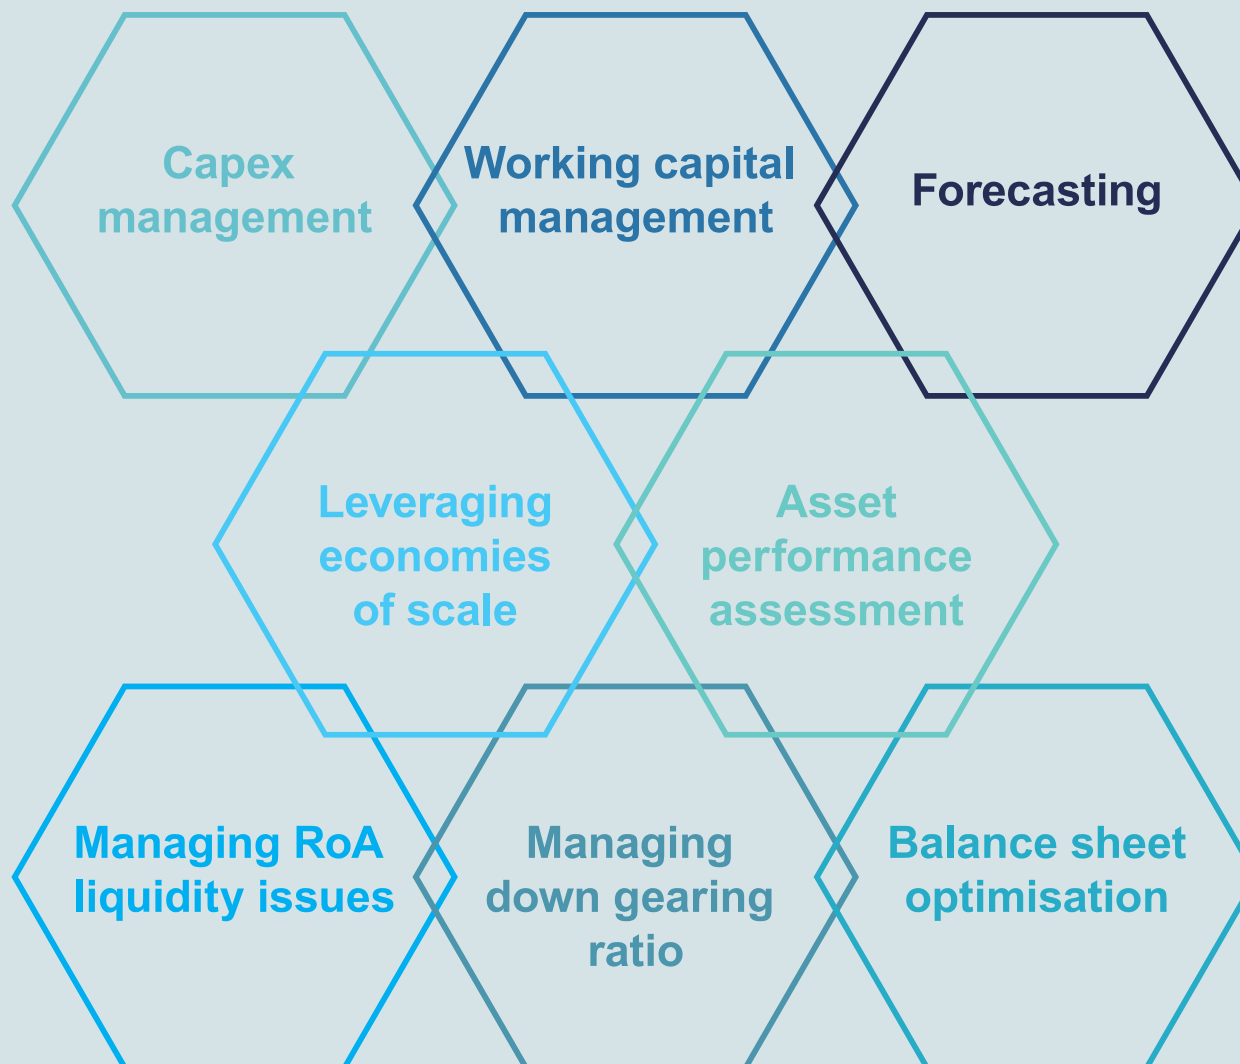 Capex
management
Working capital
management
Forecasting
Leveraging
economies
of scale
Asset
performance
assessment
Managing RoA
liquidity issues
Managing
down gearing
ratio
Balance sheet
optimisation